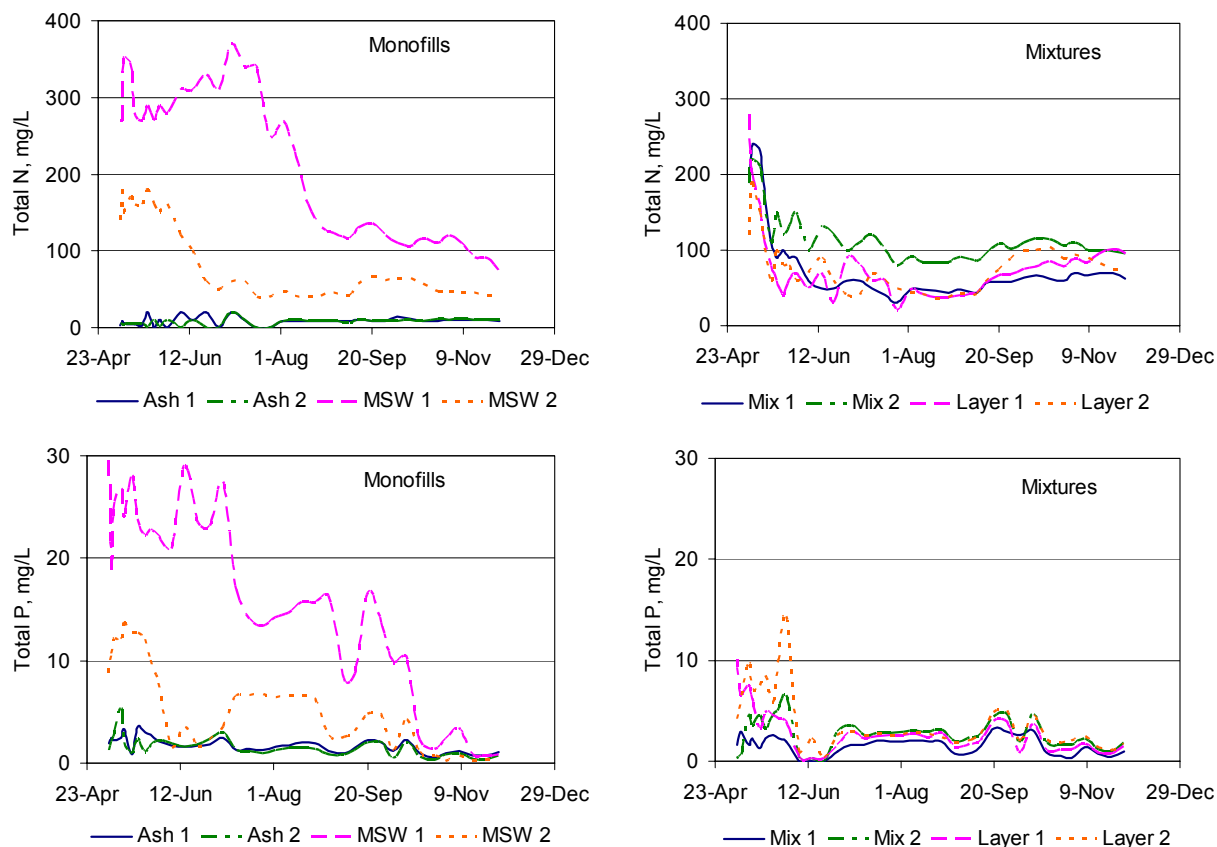 Monofills
Total N, mg/L
400
300
200
100
0
23-Apr 12-Jun 1-Aug 20-Sep 9-Nov 29-Dec
Ash 1 Ash 2 MSW 1 MSW 2
Mixtures
Total N, mg/L
400
300
200
100
0
23-Apr 12-Jun 1-Aug 20-Sep 9-Nov 29-Dec
Mix 1 Mix 2 Layer 1 Layer 2
Monofills
Total P, mg/L
30
20
10
0
23-Apr 12-Jun 1-Aug 20-Sep 9-Nov 29-Dec
Ash 1 Ash 2 MSW 1 MSW 2
Mixtures
Total P, mg/L
30
20
10
0
23-Apr 12-Jun 1-Aug 20-Sep 9-Nov 29-Dec
Mix 1 Mix 2 Layer 1 Layer 2